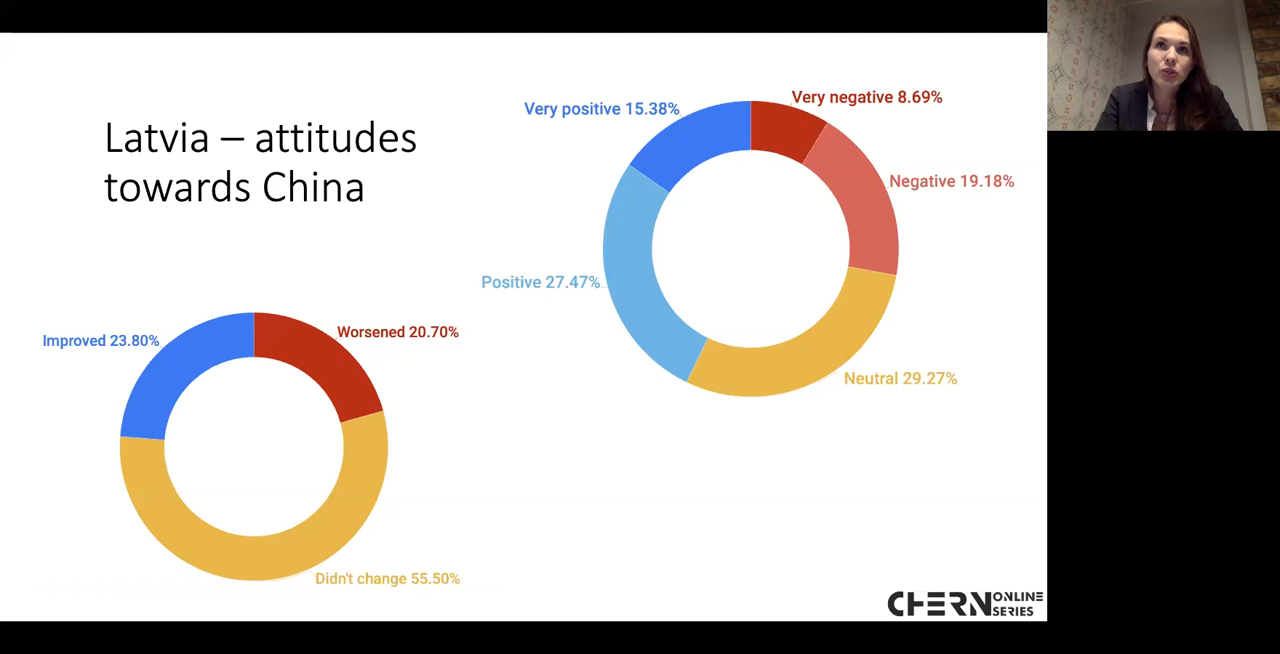 Latvia – attitudes
towards China
Very positive 15.38%
Very negative 8.69%
Negative 19.18%
Positive 27.47%
Neutral 29.27%
Improved 23.80%
Worsened 20.70%
Didn't change 55.50%
CHERN ONLINE
SERIES